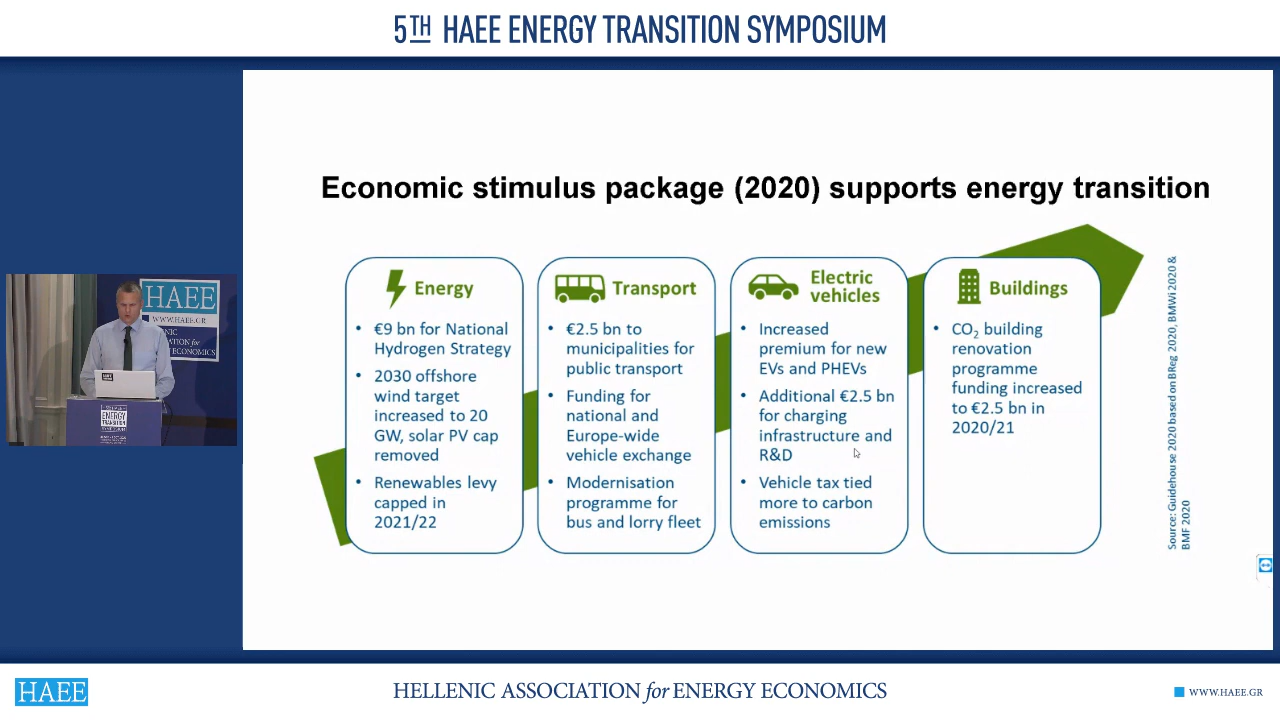 5TH HAEE ENERGY TRANSITION SYMPOSIUM
Economic stimulus package (2020) supports energy transition
Energy
• €9 bn for National
Hydrogen Strategy
• 2030 offshore
wind target
increased to 20
GW, solar PV cap
removed
• Renewables levy
capped in
2021/22
Transport
• €2.5 bn to
municipalities for
public transport
• Funding for
national and
Europe-wide
vehicle exchange
• Modernisation
programme for
bus and lorry fleet
Electric
vehicles
• Increased
premium for new
EVs and PHEVs
• Additional €2.5 bn
for charging
infrastructure and
R&D
• Vehicle tax tied
more to carbon
emissions
Buildings
• CO₂ building
renovation
programme
funding increased
to €2.5 bn in
2020/21
Source: Guidehouse 2020 based on BReg 2020, BMWi 2020 &
BMF 2020
HAEE
WWW.HAEE.GR
ENERGY
TRANSITION
HAEE
HELLENIC ASSOCIATION for ENERGY ECONOMICS
WWW.HAEE.GR